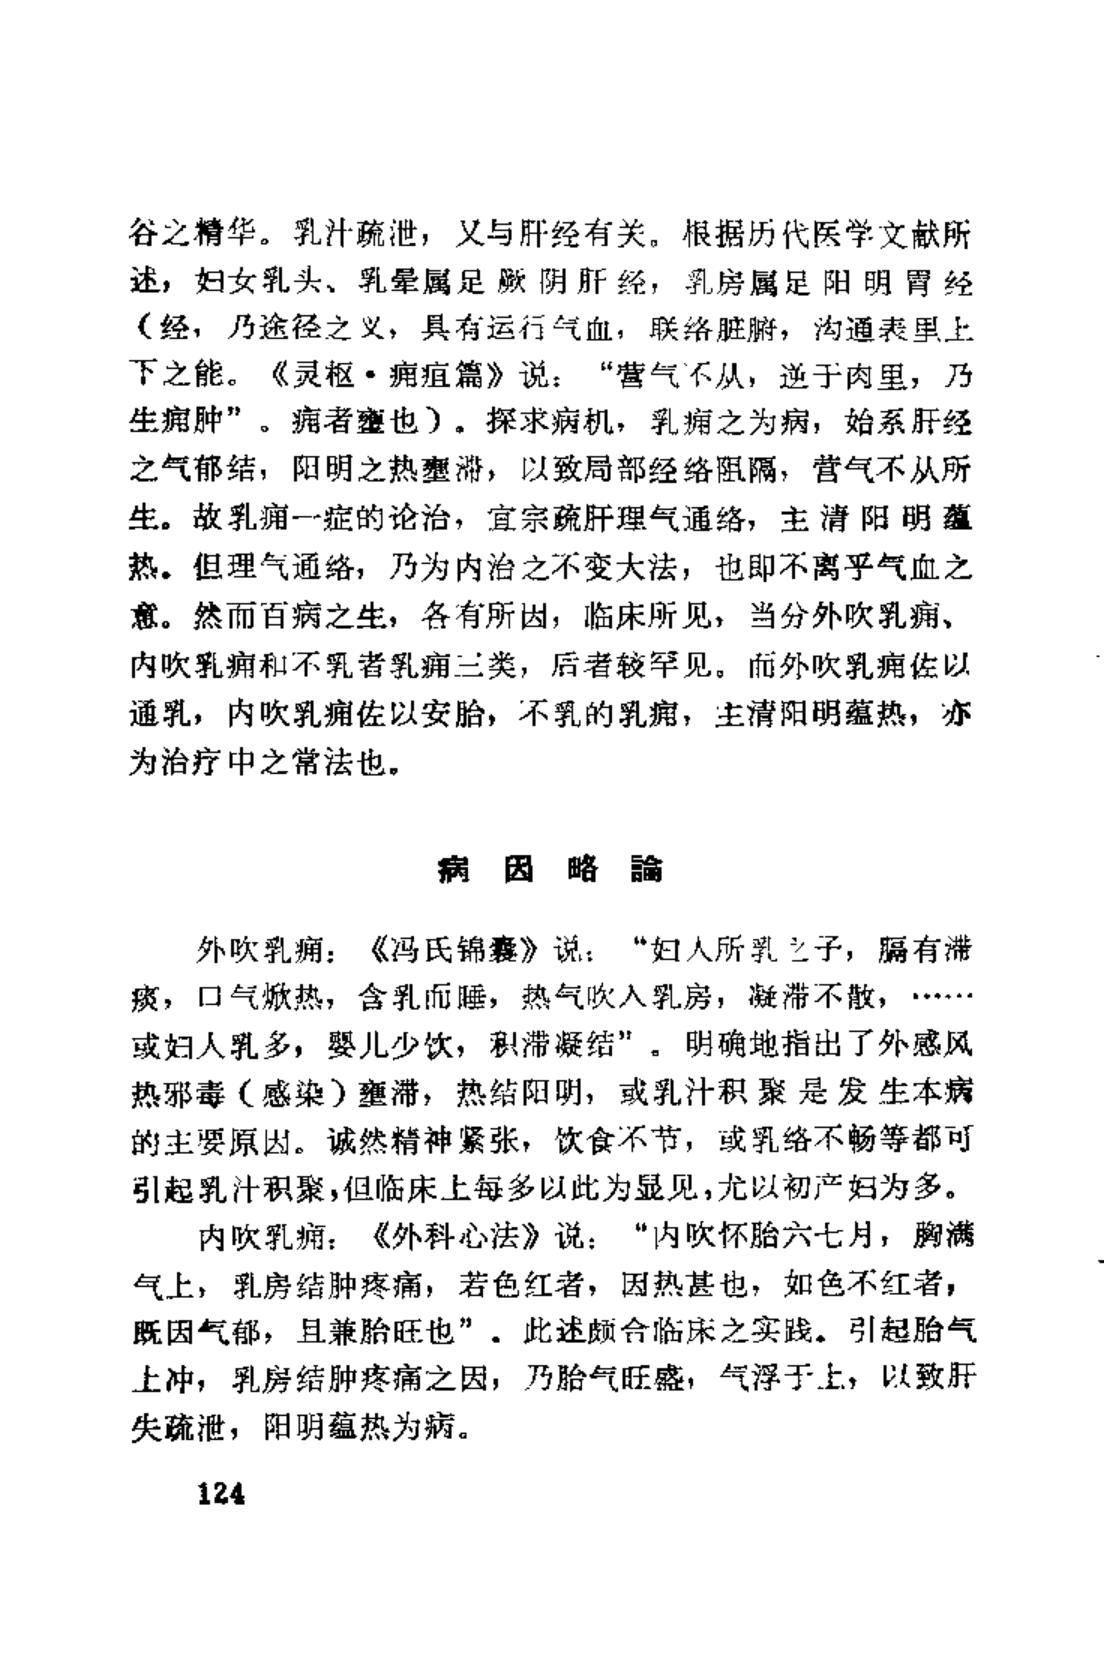 谷之精华。乳汁疏泄，又与肝经有关。根据历代医学文献所
述，妇女乳头、乳晕属足厥阴肝经，乳房属足阳明胃经
（经，乃途径之义，具有运行气血，联络脏腑，沟通表里上
下之能。《灵枢·痈疽篇》说：“营气不从，逆于肉里，乃
生痈肿”。痈者壅也）。探求病机，乳痈之为病，始系肝经
之气郁结，阳明之热壅滞，以致局部经络阻隔，营气不从所
生。故乳痈一症的论治，宜宗疏肝理气通络，主清阳明蕴
热。但理气通络，乃为内治之不变大法，也即不离乎气血之
意。然而百病之生，各有所因，临床所见，当分外吹乳痈、
内吹乳痈和不乳者乳痈三类，后者较罕见。而外吹乳痈佐以
通乳，内吹乳痈佐以安胎，不乳的乳痈，主清阳明蕴热，亦
为治疗中之常法也。
病因略論
外吹乳痈：《冯氏锦囊》说：“妇人所乳之子，膈有滞
痰，口气焮热，含乳而睡，热气吹入乳房，凝滞不散，……
或妇人乳多，婴儿少饮，积滞凝结”。明确地指出了外感风
热邪毒（感染）壅滞，热结阳明，或乳汁积聚是发生本病
的主要原因。诚然精神紧张，饮食不节，或乳络不畅等都可
引起乳汁积聚，但临床上每多以此为显见，尤以初产妇为多。
内吹乳痈：《外科心法》说：“内吹怀胎六七月，胸满
气上，乳房结肿疼痛，若色红者，因热甚也，如色不红者，
既因气郁，且兼胎旺也”。此述颇合临床之实践。引起胎气
上冲，乳房结肿疼痛之因，乃胎气旺盛，气浮于上，以致肝
失疏泄，阳明蕴热为病。
124